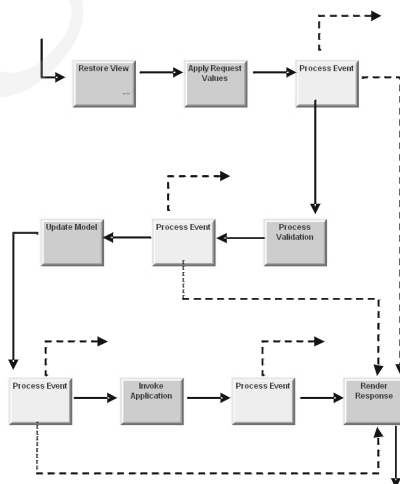 Restore View
Apply Request
Values
Process Event
Update Model
Process Event
Process
Validation
Process Event
Invoke
Application
Process Event
Render
Response